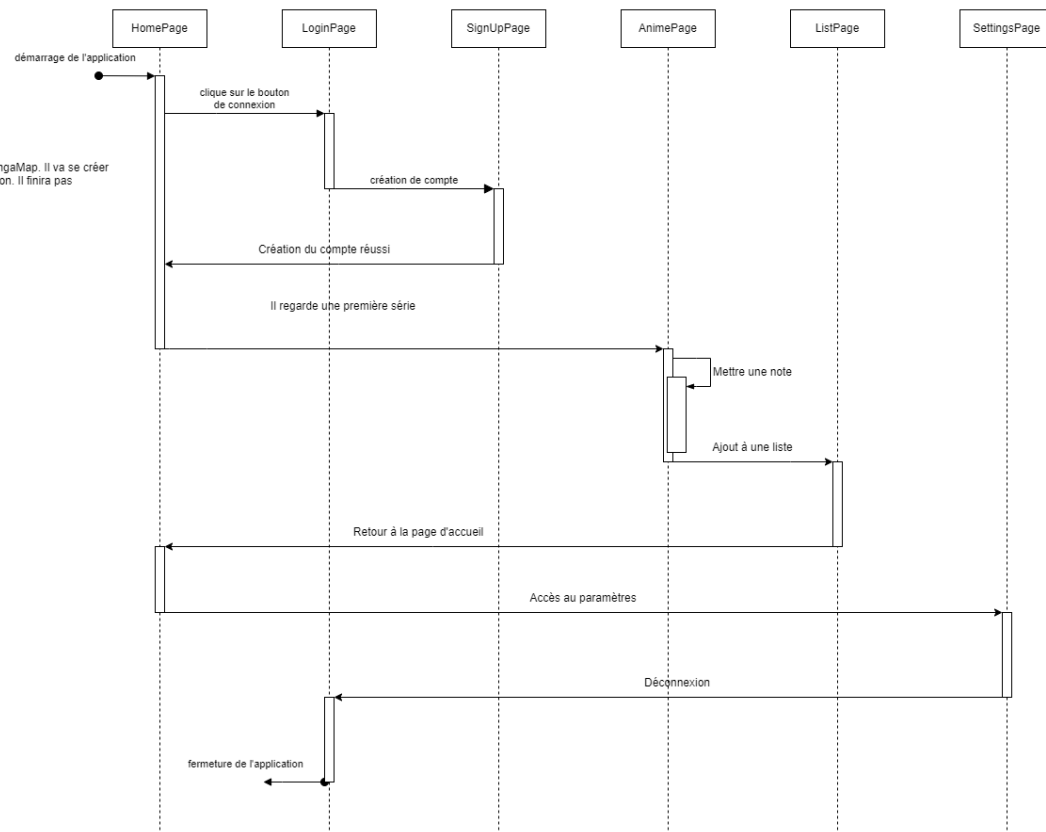 HomePage
LoginPage
SignUpPage
AnimePage
ListPage
SettingsPage
démarrage de l'application
clique sur le bouton
de connexion
ngaMap. Il va se créer
on. Il finira pas
création de compte
Création du compte réussi
Il regarde une première série
Mettre une note
Ajout à une liste
Retour à la page d'accueil
Accès au paramètres
Déconnexion
fermeture de l'application